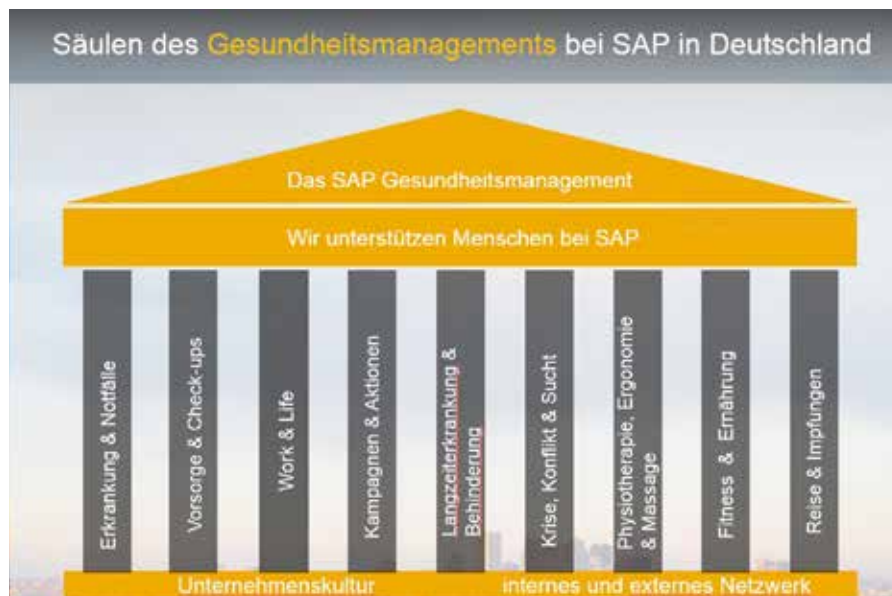 Säulen des Gesundheitsmanagements bei SAP in Deutschland
Das SAP Gesundheitsmanagement
Wir unterstützen Menschen bei SAP
Erkrankung & Notfälle
Vorsorge & Check-ups
Work & Life
Kampagnen & Aktionen
Langzeiterkrankung &
Behinderung
Krise, Konflikt & Sucht
Physiotherapie, Ergonomie
& Massage
Fitness & Ernährung
Reise & Impfungen
Unternehmenskultur
internes und externes Netzwerk